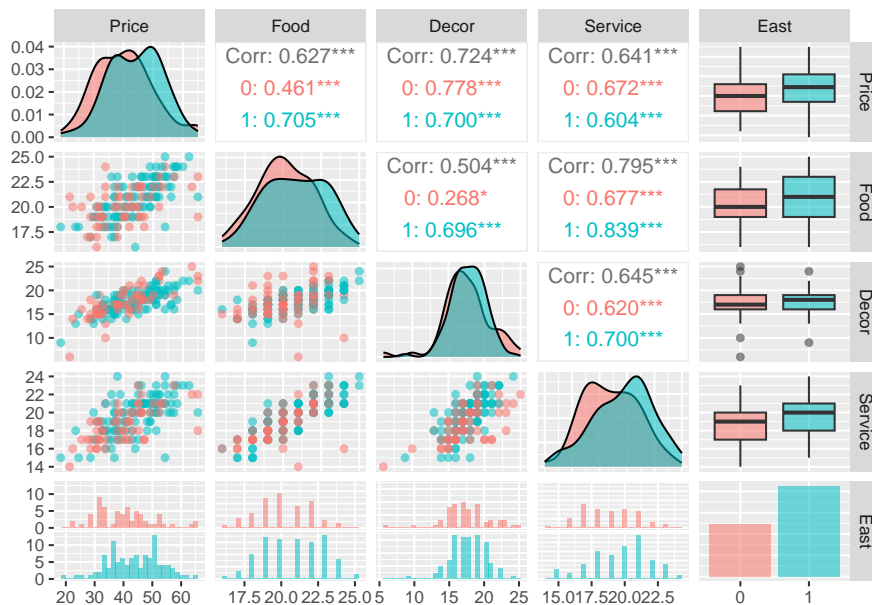 Price Food Decor Service East
0.04
0.03
0.02
0.01
0.00
Corr: 0.627***
0: 0.461***
1: 0.705***
Corr: 0.724***
0: 0.778***
1: 0.700***
Corr: 0.641***
0: 0.672***
1: 0.604***
Price
25.0
22.5
20.0
17.5
Corr: 0.504***
0: 0.268*
1: 0.696***
Corr: 0.795***
0: 0.677***
1: 0.839***
Food
25
20
15
10
Corr: 0.645***
0: 0.620***
1: 0.700***
Decor
24
22
20
18
16
14
Service
10
5
0
10
5
0
East
20 30 40 50 60
17.5 20.0 22.5 25.0
5 10 15 20 25
15.0 17.5 20.0 22.5
0 1